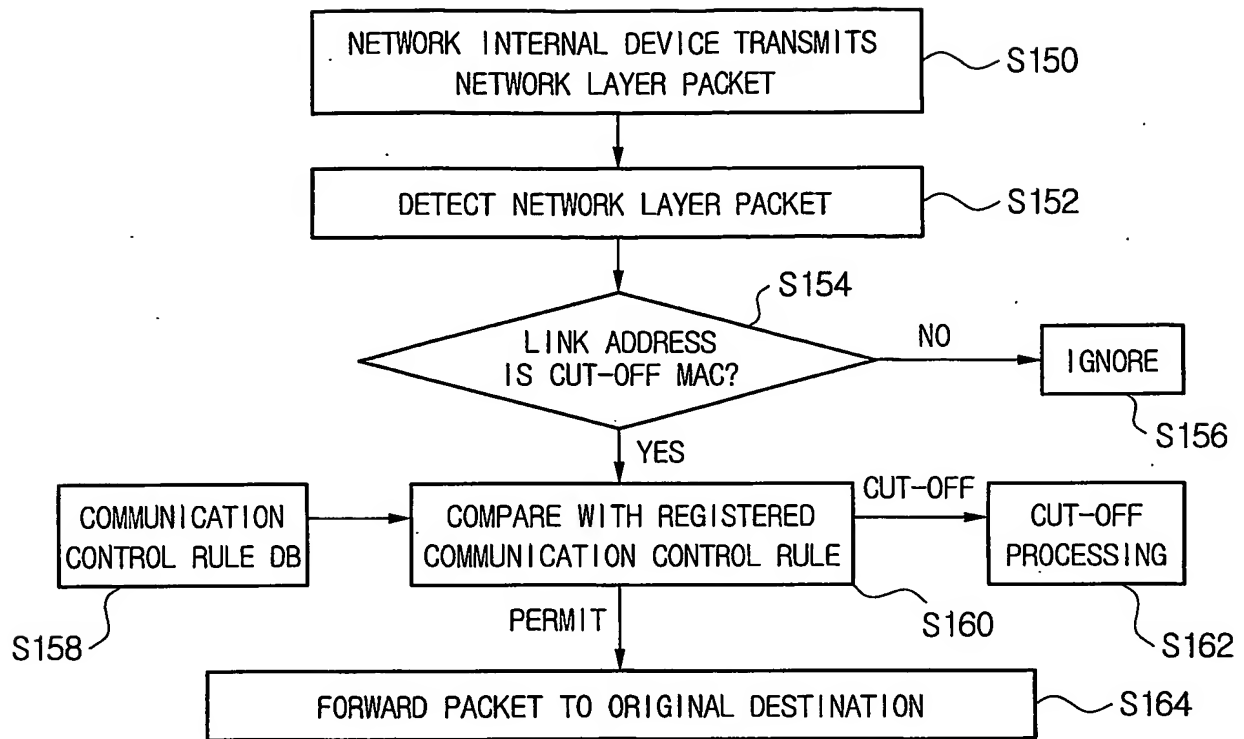 NETWORK INTERNAL DEVICE TRANSMITS
NETWORK LAYER PACKET
S150
DETECT NETWORK LAYER PACKET
S152
S154
LINK ADDRESS
IS CUT-OFF MAC?
NO
IGNORE
S156
YES
COMMUNICATION
CONTROL RULE DB
S158
COMPARE WITH REGISTERED
COMMUNICATION CONTROL RULE
S160
CUT-OFF
CUT-OFF
PROCESSING
S162
PERMIT
FORWARD PACKET TO ORIGINAL DESTINATION
S164